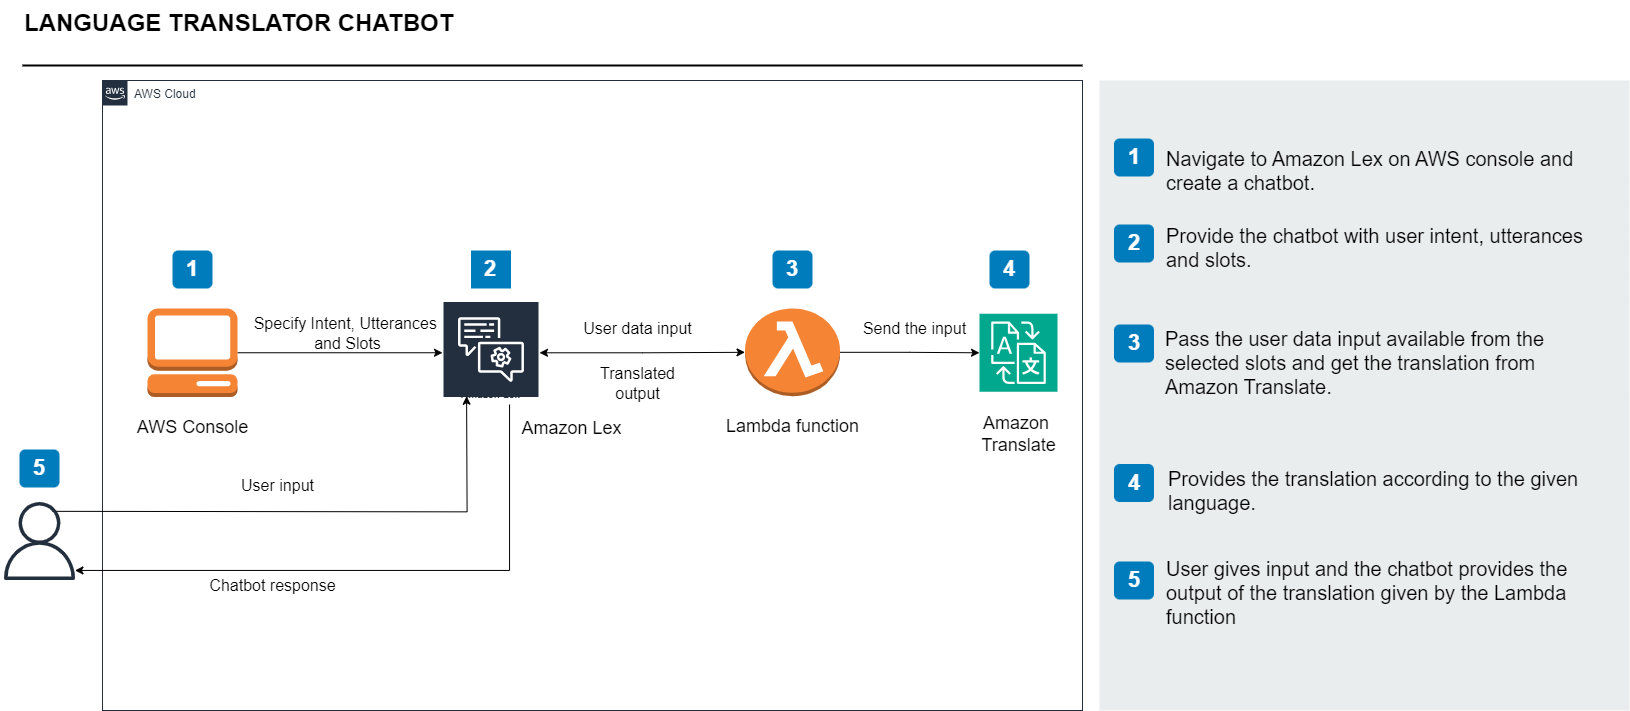 LANGUAGE TRANSLATOR CHATBOT
aws
AWS Cloud
1
2
3
4
Specify Intent, Utterances
and Slots
User data input
Send the input
Translated
output
A
文
AWS Console
Amazon Lex
Lambda function
Amazon
Translate
5
User input
Chatbot response
1
Navigate to Amazon Lex on AWS console and
create a chatbot.
2
Provide the chatbot with user intent, utterances
and slots.
3
Pass the user data input available from the
selected slots and get the translation from
Amazon Translate.
4
Provides the translation according to the given
language.
5
User gives input and the chatbot provides the
output of the translation given by the Lambda
function